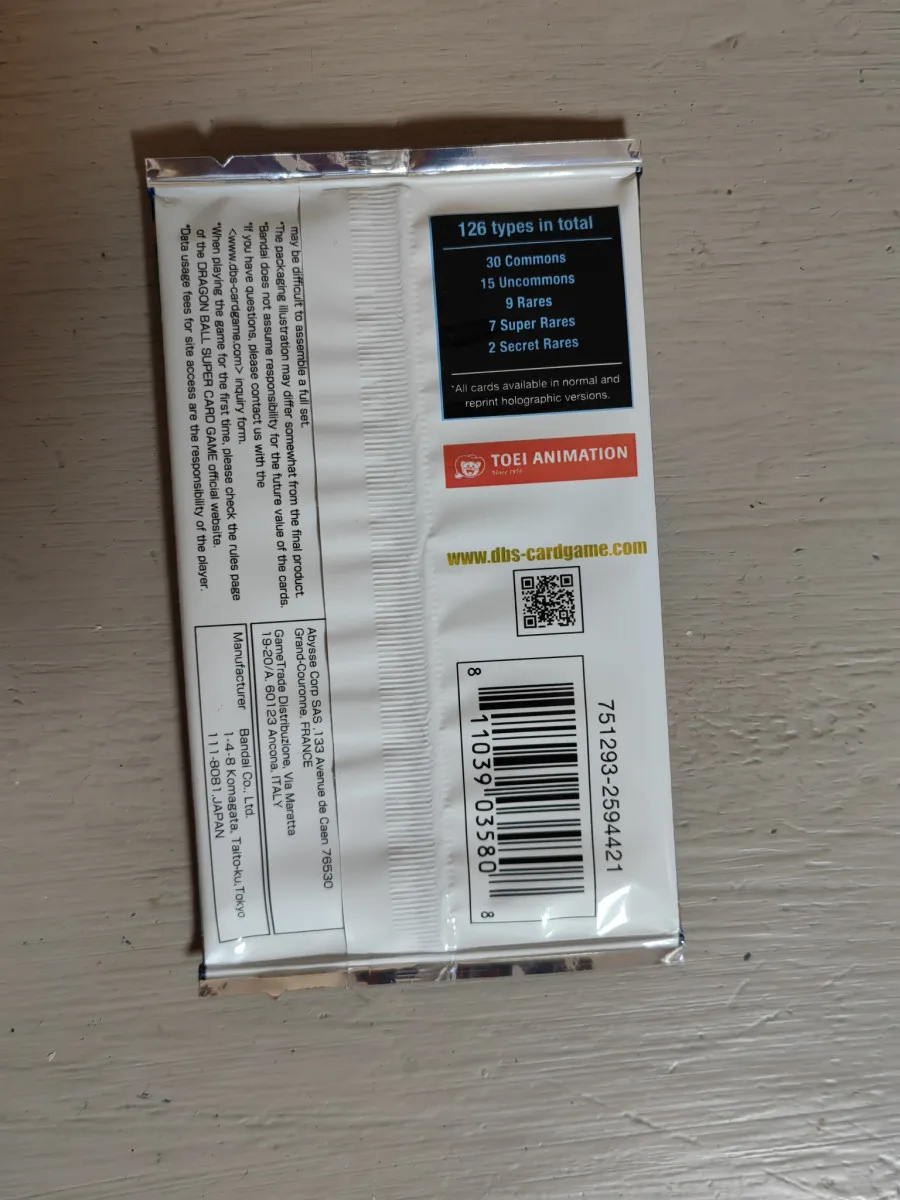 126 types in total
30 Commons
15 Uncommons
9 Rares
7 Super Rares
2 Secret Rares
*All cards available in normal and
reprint holographic versions.
TOEI ANIMATION
Since 1956
www.dbs-cardgame.com
751293-2594421
8 11039 03580 8
may be difficult to assemble a full set.
*The packaging illustration may differ somewhat from the final product.
*Bandai does not assume responsibility for the future value of the cards.
*If you have questions, please contact us with the
<www.dbs-cardgame.com> inquiry form.
*When playing the game for the first time, please check the rules page
of the DRAGON BALL SUPER CARD GAME official website.
*Data usage fees for site access are the responsibility of the player.
Abysse Corp SAS ,133 Avenue de Caen 76530
Grand-Couronne, FRANCE
GameTrade Distribuzione, Via Maratta
19-20/A, 60123 Ancona, ITALY
Manufacturer Bandai Co., Ltd.
1-4-8 Komagata, Taito-ku,Tokyo
111-8081,JAPAN